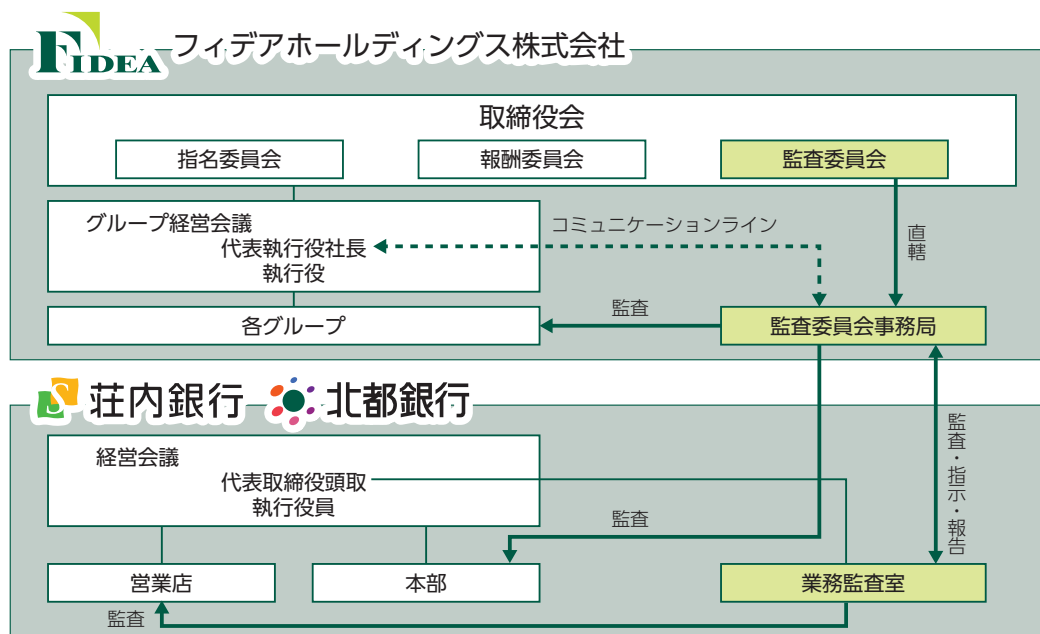 FIDEA フィデアホールディングス株式会社
取締役会
指名委員会
報酬委員会
監査委員会
グループ経営会議
代表執行役社長
執行役
コミュニケーションライン
直轄
各グループ
監査
監査委員会事務局
S 荘内銀行 北都銀行
経営会議
代表取締役頭取
執行役員
監査
監査・指示・報告
営業店
本部
業務監査室
監査